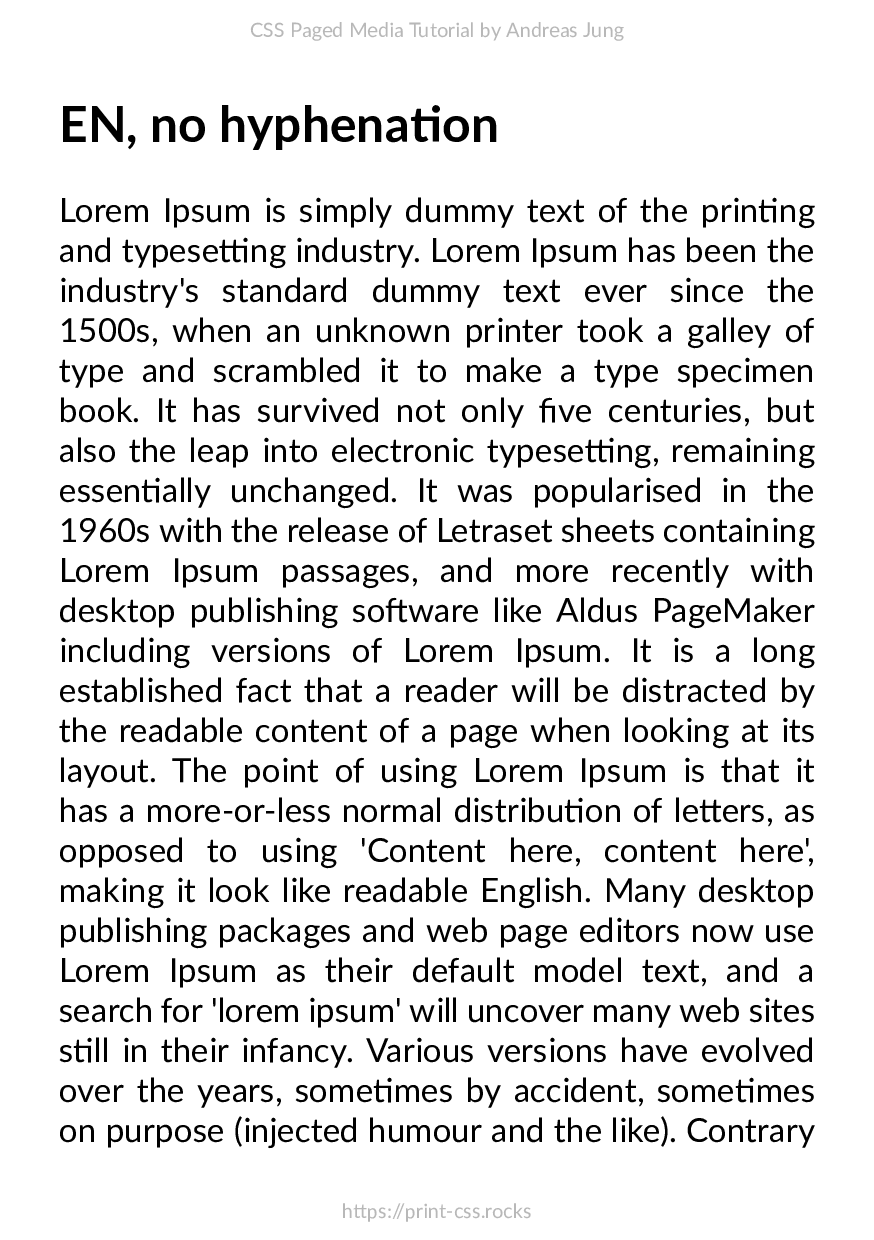 CSS Paged Media Tutorial by Andreas Jung
EN, no hyphenation
Lorem Ipsum is simply dummy text of the printing
and typesetting industry. Lorem Ipsum has been the
industry's standard dummy text ever since the
1500s, when an unknown printer took a galley of
type and scrambled it to make a type specimen
book. It has survived not only five centuries, but
also the leap into electronic typesetting, remaining
essentially unchanged. It was popularised in the
1960s with the release of Letraset sheets containing
Lorem Ipsum passages, and more recently with
desktop publishing software like Aldus PageMaker
including versions of Lorem Ipsum. It is a long
established fact that a reader will be distracted by
the readable content of a page when looking at its
layout. The point of using Lorem Ipsum is that it
has a more-or-less normal distribution of letters, as
opposed to using 'Content here, content here',
making it look like readable English. Many desktop
publishing packages and web page editors now use
Lorem Ipsum as their default model text, and a
search for 'lorem ipsum' will uncover many web sites
still in their infancy. Various versions have evolved
over the years, sometimes by accident, sometimes
on purpose (injected humour and the like). Contrary
https://print-css.rocks